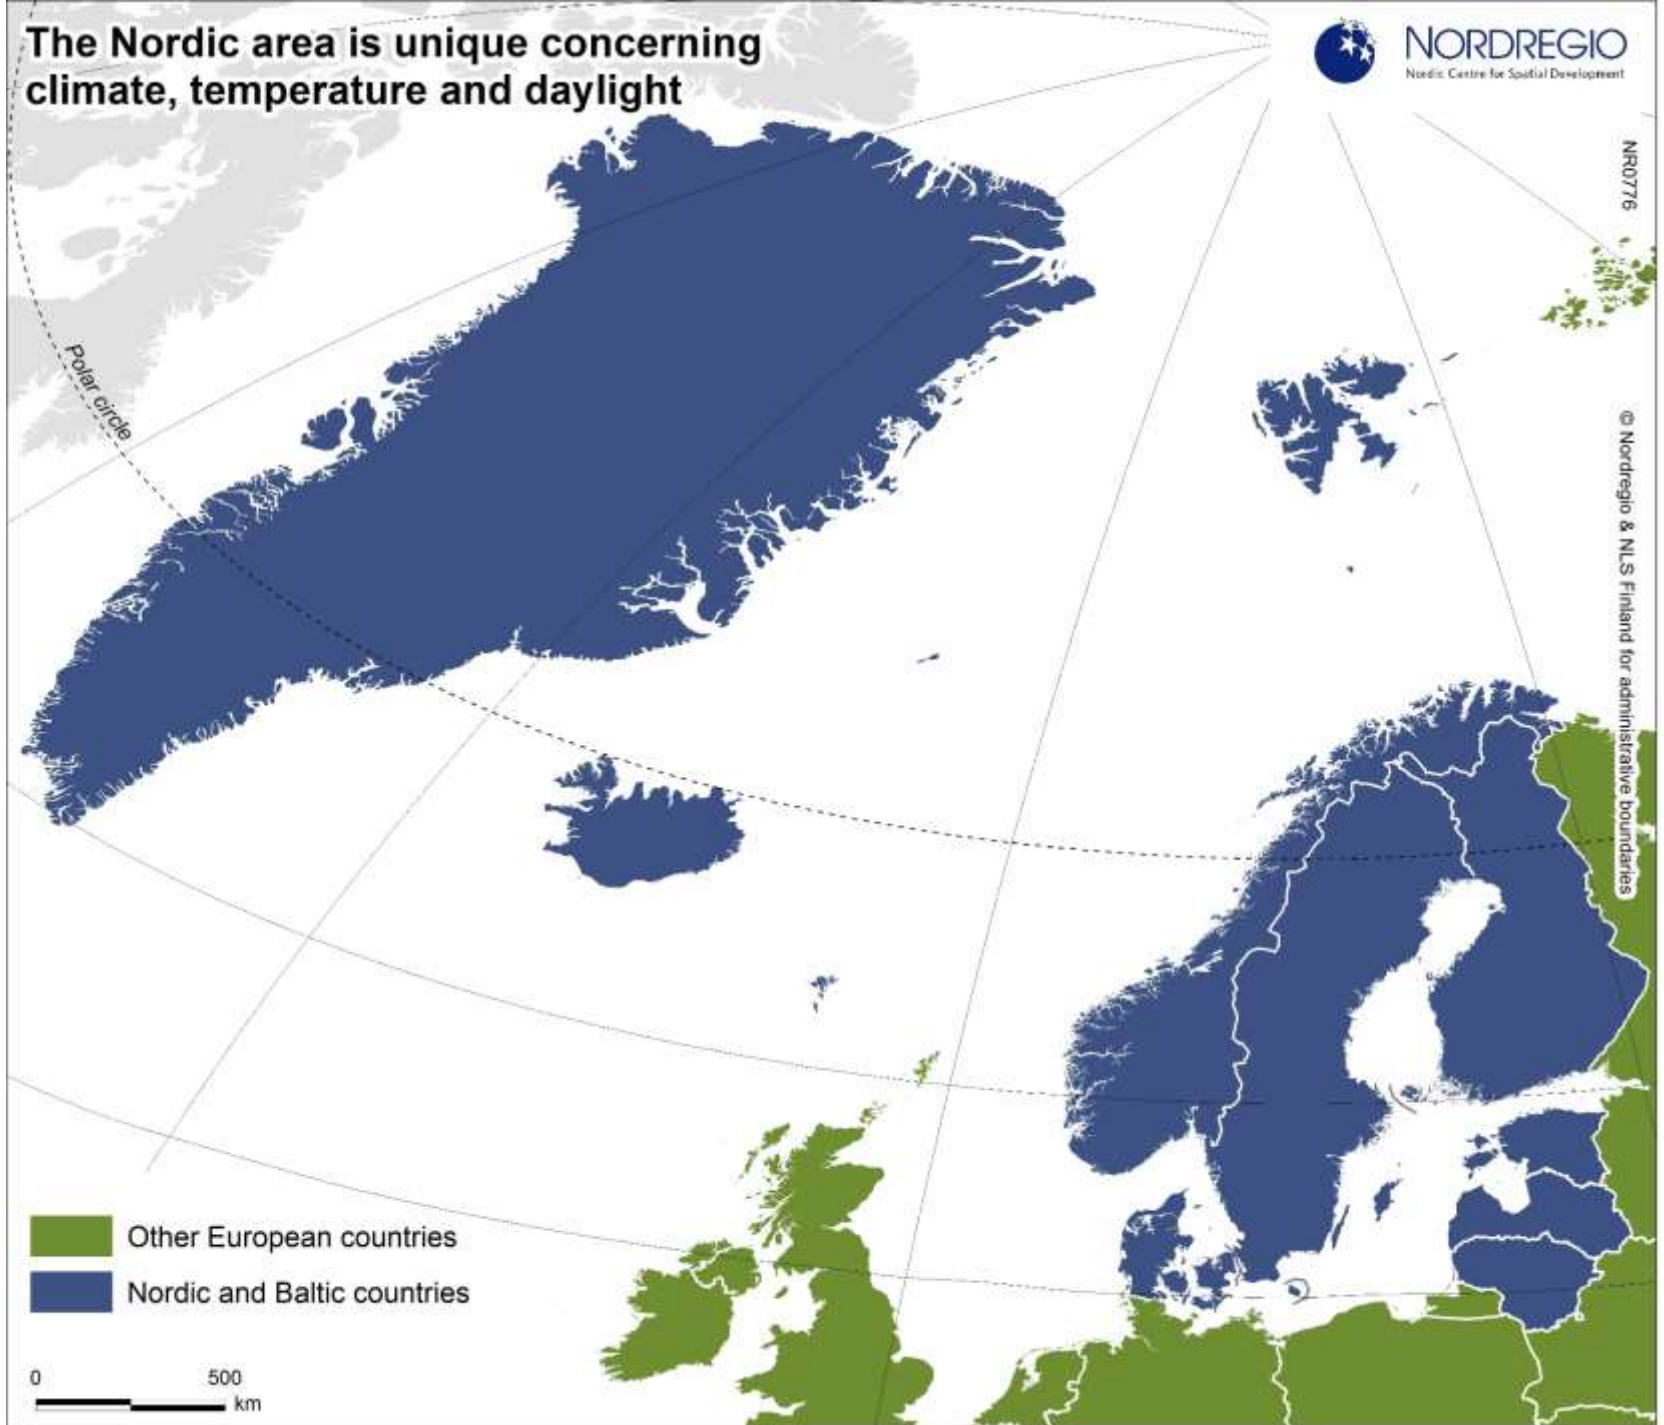 The Nordic area is unique concerning
climate, temperature and daylight
NORDREGIO
Nordic Centre for Spatial Development
NR0776
Polar circle
© Nordregio & NLS Finland for administrative boundaries
Other European countries
Nordic and Baltic countries
0 500
km